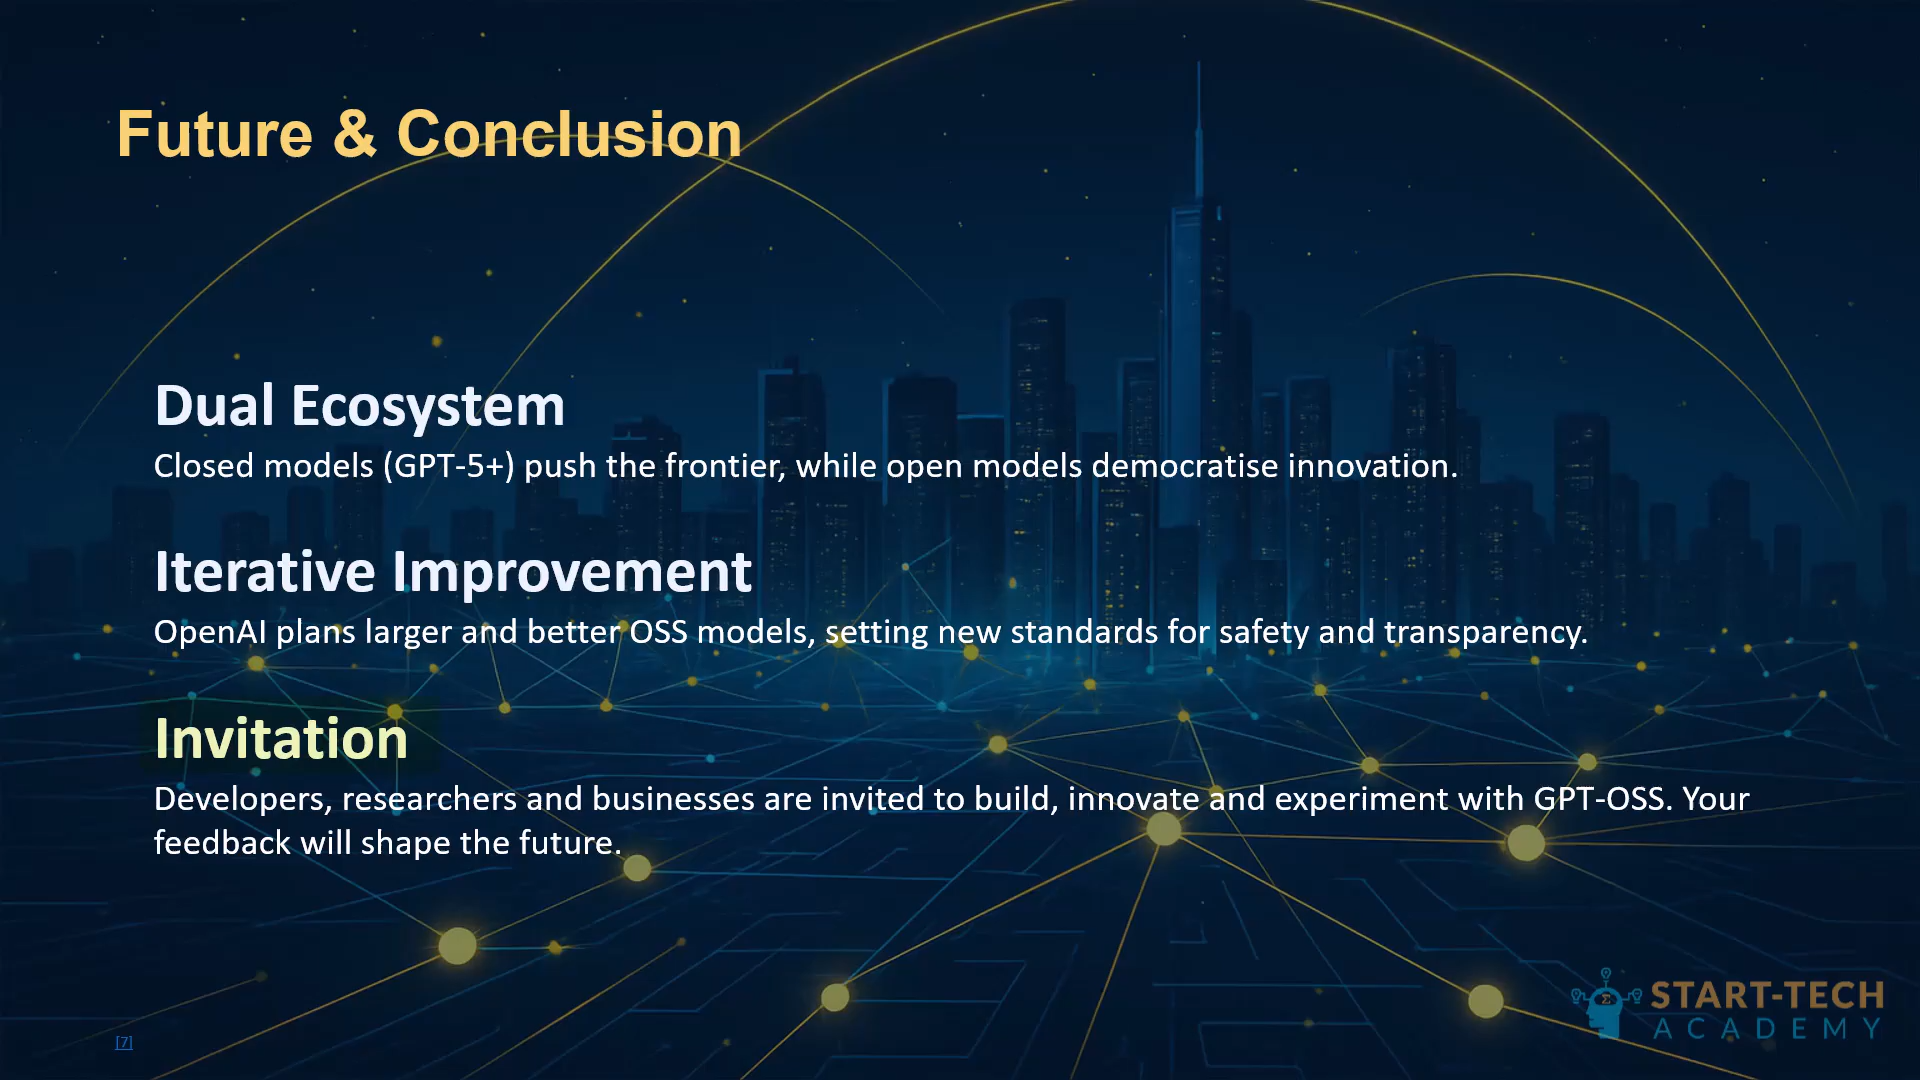 Future & Conclusion
Dual Ecosystem
Closed models (GPT-5+) push the frontier, while open models democratise innovation.
Iterative Improvement
OpenAI plans larger and better OSS models, setting new standards for safety and transparency.
Invitation
Developers, researchers and businesses are invited to build, innovate and experiment with GPT-OSS. Your
feedback will shape the future.
[7]
START-TECH
ACADEMY